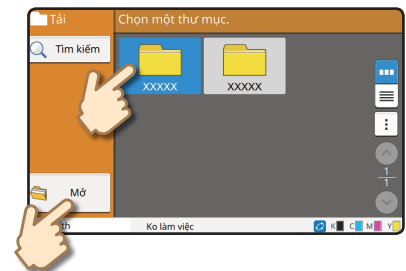 Tải
Chọn một thư mục.
Tìm kiếm
XXXXX
XXXXX
1
1
Mở
Ko làm việc
K C M Y